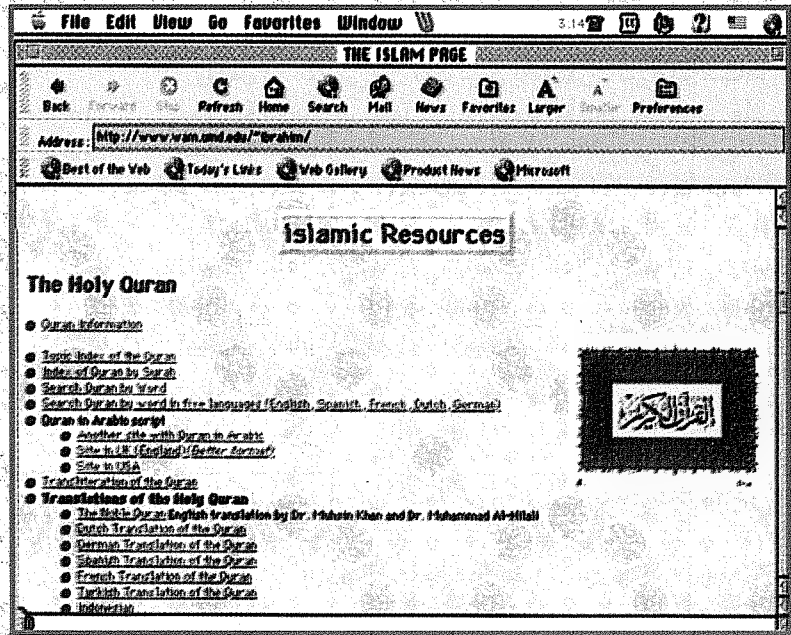 File Edit View Go Favorites Window 3:14
THE ISLAM PAGE
Back Forward Stop Refresh Home Search Mail News Favorites Larger Smaller Preferences
Address: http://www.wam.umd.edu/~ibrahim/
Best of the Web Today's Links Web Gallery Product News Microsoft
Islamic Resources
The Holy Quran
Quran Information
Topic Index of the Quran
Index of Quran by Surah
Search Quran by Word
Search Quran by word in five languages (English, Spanish, French, Dutch, German)
Quran in Arabic script
Another site with Quran in Arabic
Site in UK (England) (Better format)
Site in USA
القرآن الكريم
Transliteration of the Quran
Translations of the Holy Quran
The Noble Quran English translation by Dr. Muhsin Khan and Dr. Muhammad Al-Hilali
Dutch Translation of the Quran
German Translation of the Quran
Spanish Translation of the Quran
French Translation of the Quran
Turkish Translation of the Quran
Indonesian